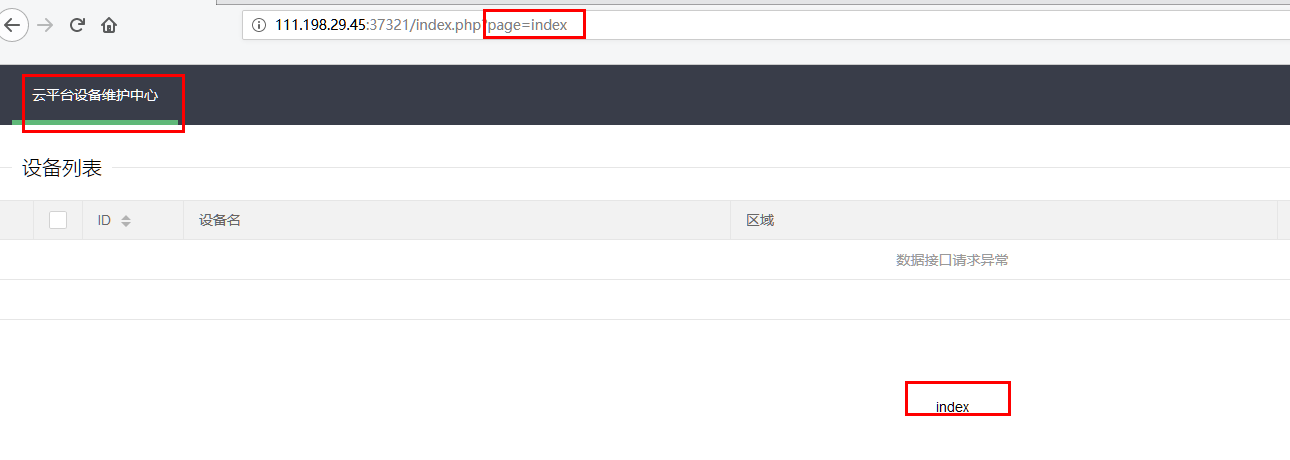 111.198.29.45:37321/index.php?page=index
云平台设备维护中心
设备列表
ID 设备名 区域
数据接口请求异常
index